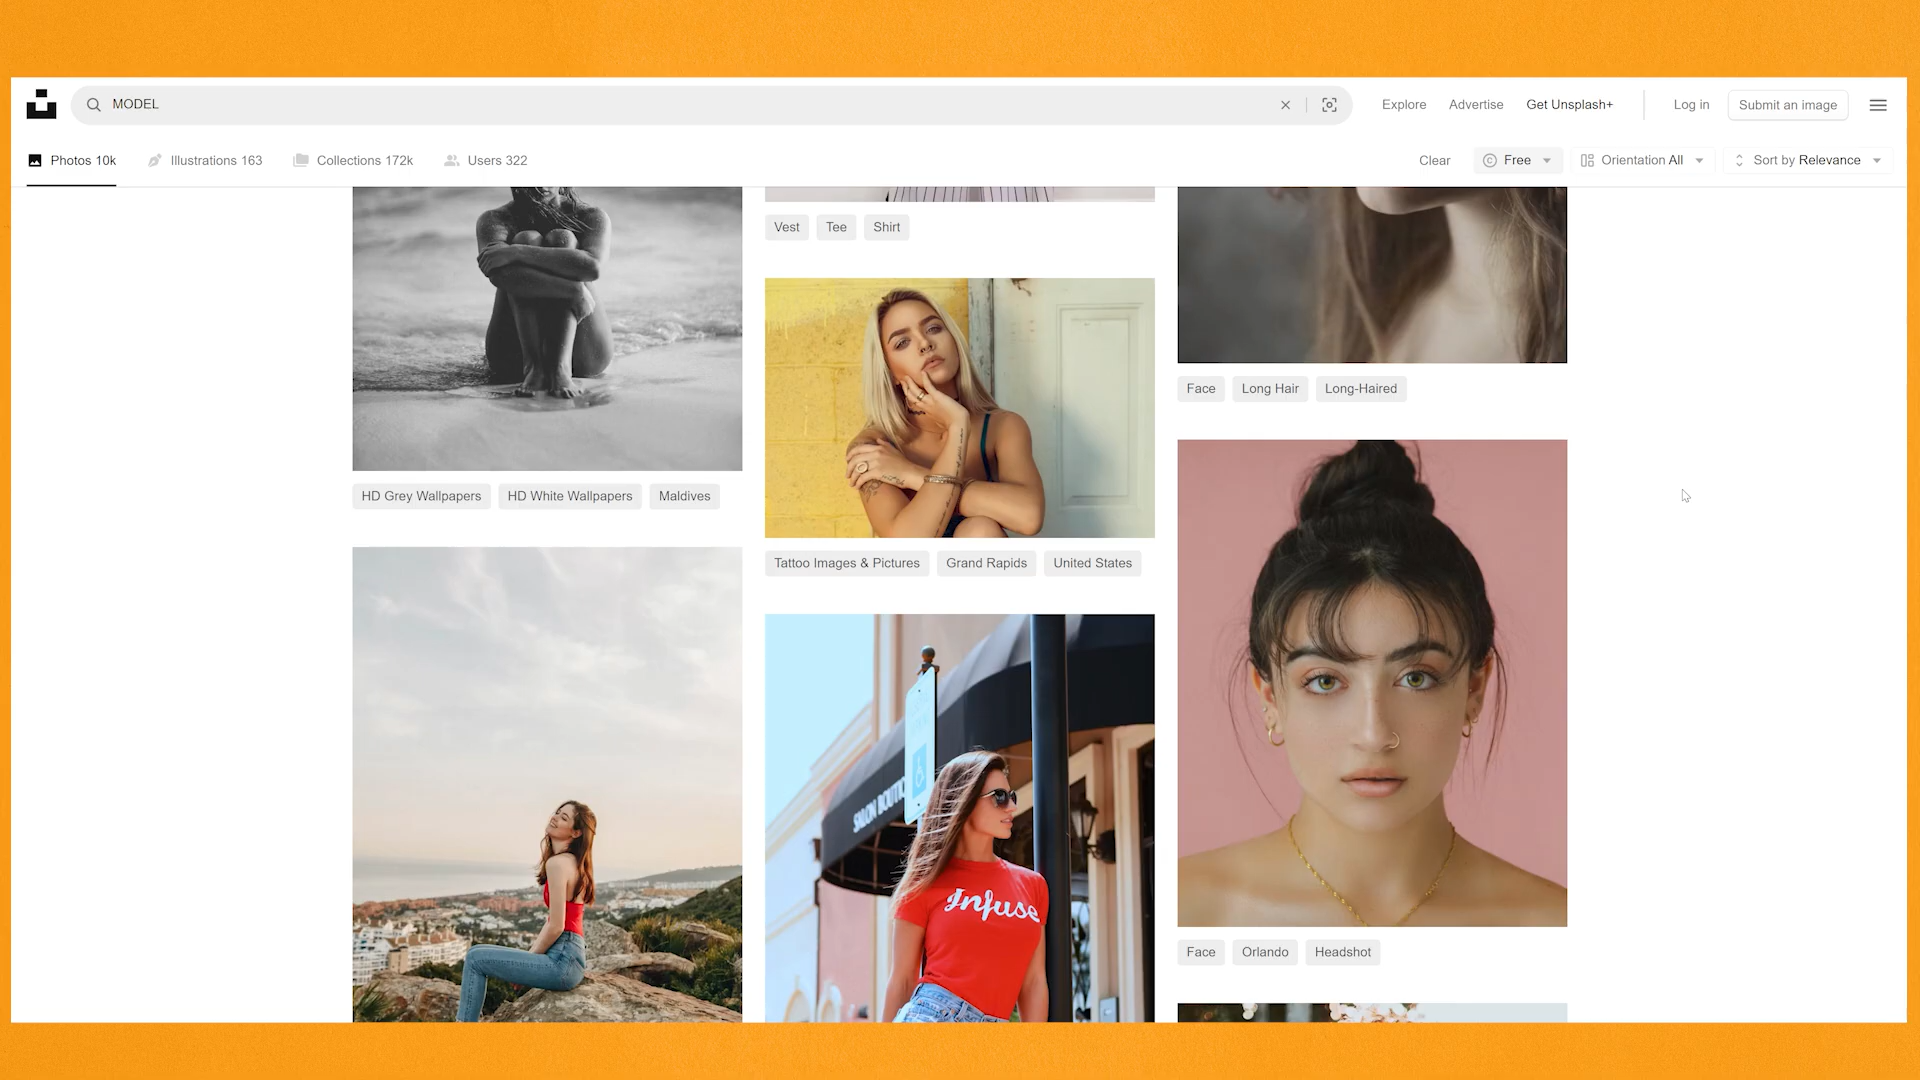 MODEL
Explore Advertise Get Unsplash+ Log in Submit an image
Photos 10k Illustrations 163 Collections 172k Users 322
Clear Free Orientation All Sort by Relevance
Vest Tee Shirt
Face Long Hair Long-Haired
HD Grey Wallpapers HD White Wallpapers Maldives
Tattoo Images & Pictures Grand Rapids United States
SALON BOUTIQ
Infuse
Face Orlando Headshot